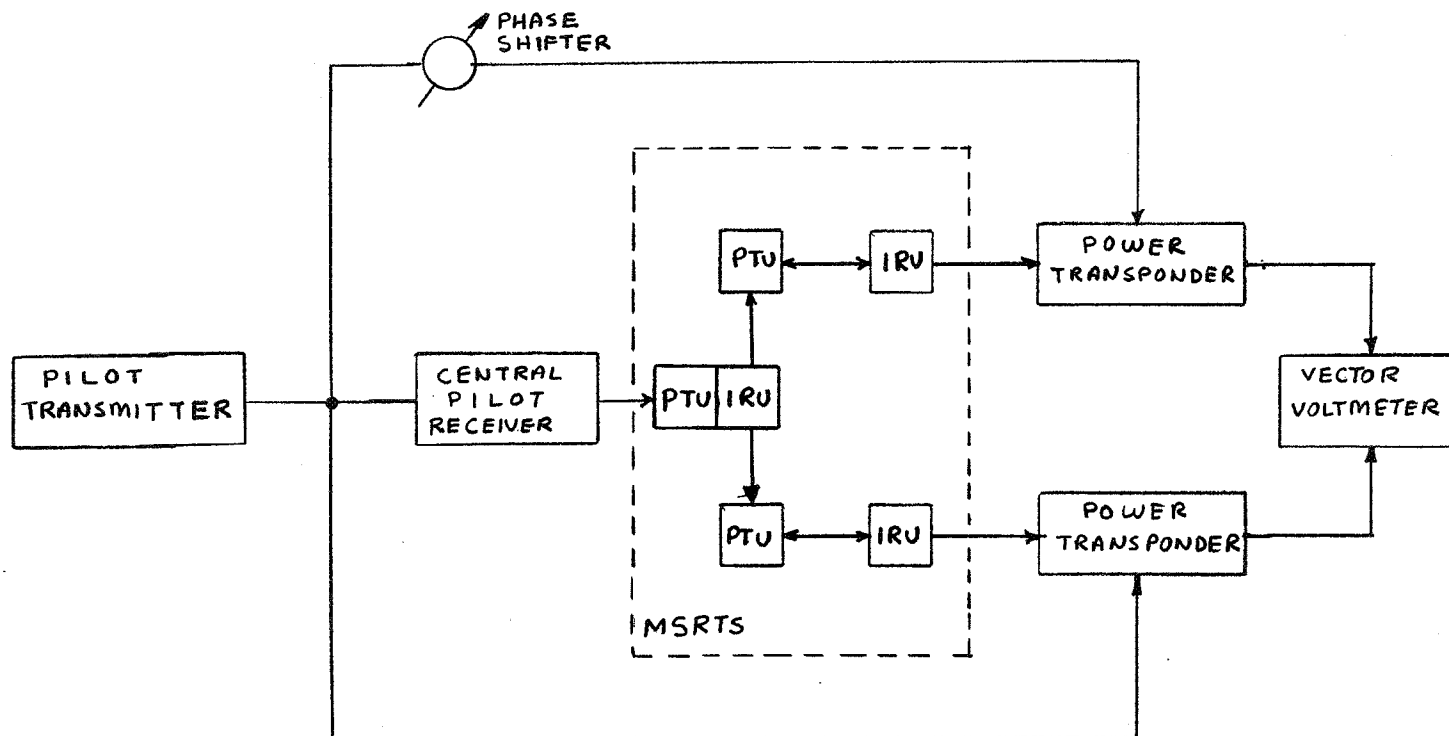 PHASE
SHIFTER
PTU
IRU
POWER
TRANSPONDER
PILOT
TRANSMITTER
CENTRAL
PILOT
RECEIVER
PTU IRU
VECTOR
VOLTMETER
PTU
IRU
POWER
TRANSPONDER
MSRTS